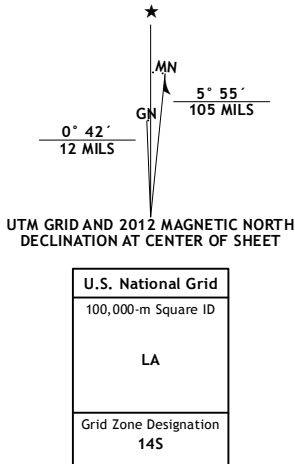 ★
MN
GN
5° 55´
105 MILS
0° 42´
12 MILS
UTM GRID AND 2012 MAGNETIC NORTH
DECLINATION AT CENTER OF SHEET
U.S. National Grid
100,000-m Square ID
LA
Grid Zone Designation
14S